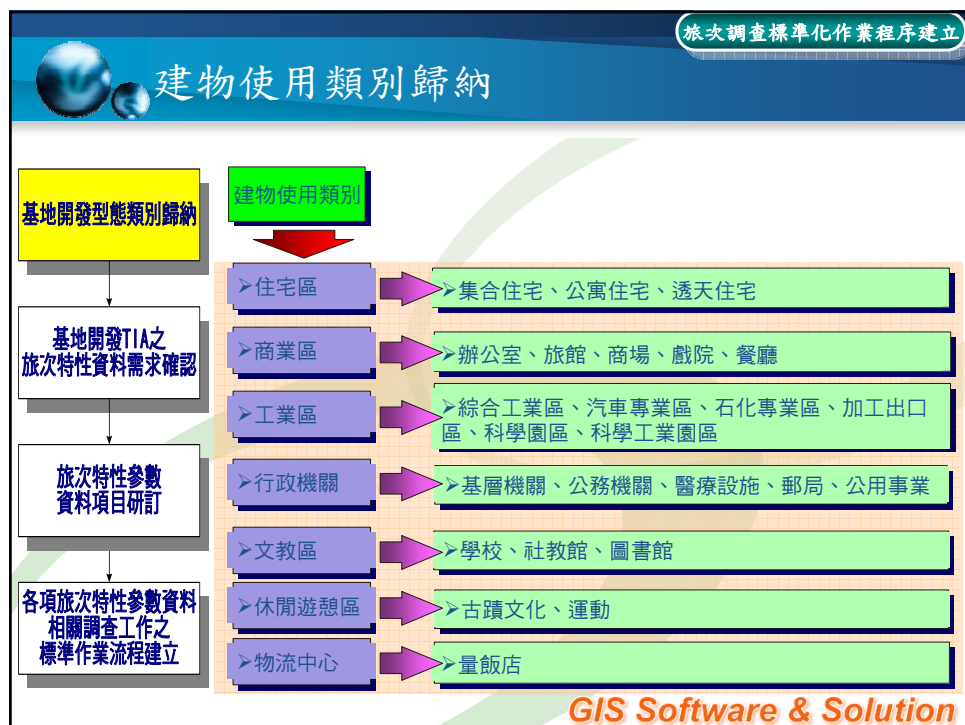 旅次調查標準化作業程序建立
建物使用類別歸納
基地開發型態類別歸納
基地開發TIA之
旅次特性資料需求確認
旅次特性參數
資料項目研訂
各項旅次特性參數資料
相關調查工作之
標準作業流程建立
建物使用類別
➢住宅區
➢集合住宅、公寓住宅、透天住宅
➢商業區
➢辦公室、旅館、商場、戲院、餐廳
➢工業區
➢綜合工業區、汽車專業區、石化專業區、加工出口
區、科學園區、科學工業園區
➢行政機關
➢基層機關、公務機關、醫療設施、郵局、公用事業
➢文教區
➢學校、社教館、圖書館
➢休閒遊憩區
➢古蹟文化、運動
➢物流中心
➢量飯店
GIS Software & Solution